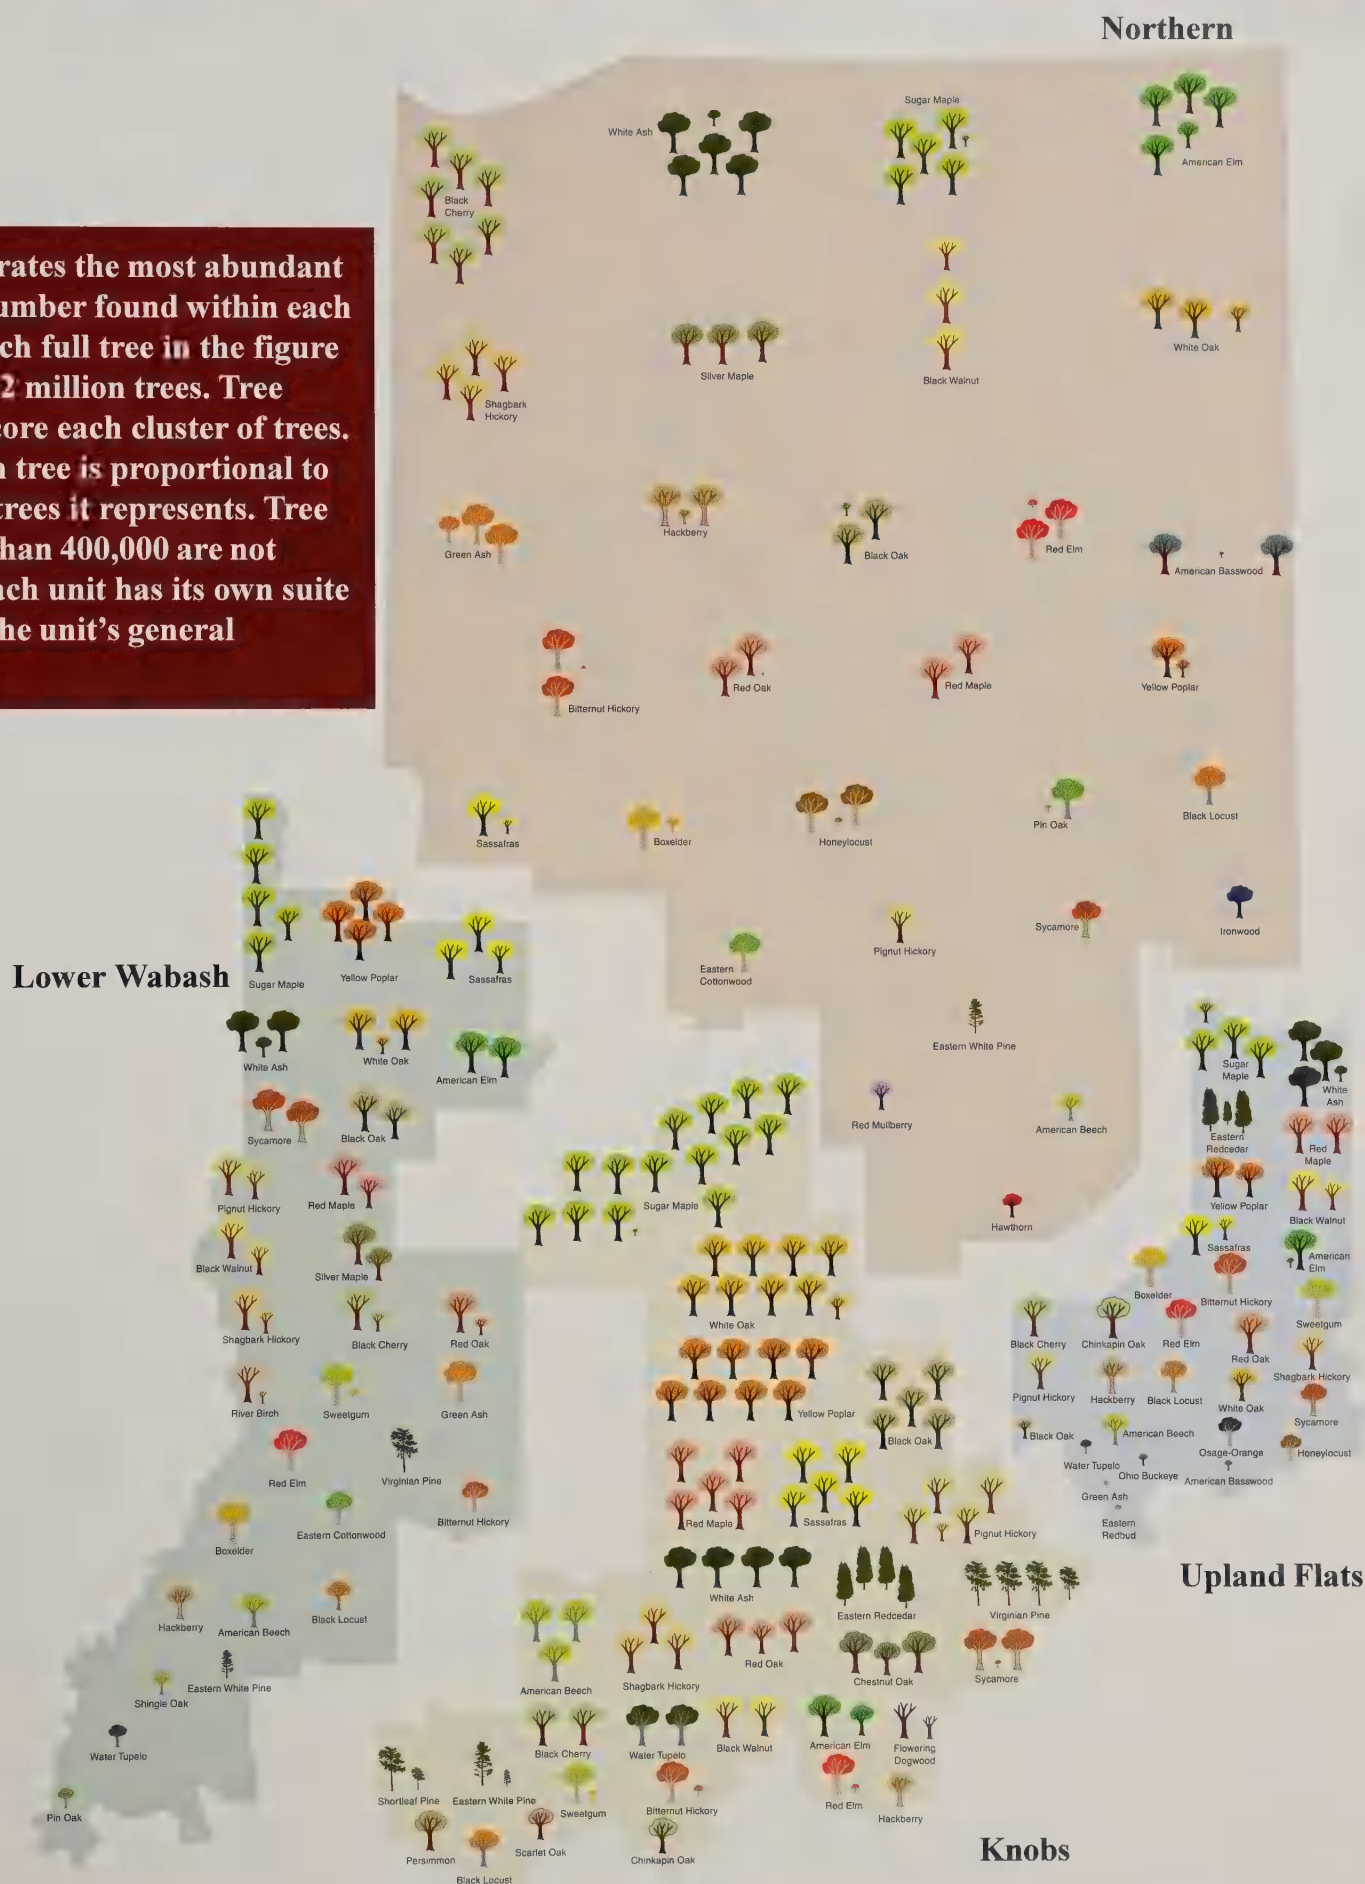 Northern
White Ash
Sugar Maple
American Elm
Black
Cherry
rates the most abundant
umber found within each
ch full tree in the figure
2 million trees. Tree
core each cluster of trees.
n tree is proportional to
trees it represents. Tree
han 400,000 are not
ach unit has its own suite
he unit's general
Silver Maple
Black Walnut
White Oak
Shagbark
Hickory
Green Ash
Hackberry
Black Oak
Red Elm
American Basswood
Bitternut Hickory
Red Oak
Red Maple
Yellow Poplar
Sassafras
Boxelder
Honeylocust
Pin Oak
Black Locust
Eastern
Cottonwood
Pignut Hickory
Sycamore
Ironwood
Eastern White Pine
Red Mullberry
American Beech
Hawthorn
Lower Wabash
Sugar Maple
Yellow Poplar
Sassafras
White Ash
White Oak
American Elm
Sycamore
Black Oak
Pignut Hickory
Red Maple
Black Walnut
Silver Maple
Shagbark Hickory
Black Cherry
Red Oak
River Birch
Sweetgum
Green Ash
Red Elm
Virginian Pine
Boxelder
Eastern Cottonwood
Bitternut Hickory
Hackberry
American Beech
Black Locust
Shingle Oak
Eastern White Pine
Water Tupelo
Pin Oak
Sugar Maple
White Oak
Yellow Poplar
Black Oak
Red Maple
Sassafras
Pignut Hickory
White Ash
Eastern Redcedar
Virginian Pine
American Beech
Shagbark Hickory
Red Oak
Chestnut Oak
Sycamore
Black Cherry
Water Tupelo
Black Walnut
American Elm
Flowering
Dogwood
Shortleaf Pine
Eastern White Pine
Sweetgum
Bitternut Hickory
Red Elm
Hackberry
Persimmon
Black Locust
Scarlet Oak
Chinkapin Oak
Knobs
Sugar
Maple
White
Ash
Eastern
Redcedar
Red
Maple
Yellow Poplar
Black Walnut
Sassafras
American
Elm
Boxelder
Bitternut Hickory
Sweetgum
Black Cherry
Chinkapin Oak
Red Elm
Red Oak
Shagbark Hickory
Pignut Hickory
Hackberry
Black Locust
White Oak
Sycamore
Black Oak
American Beech
Osage-Orange
Honeylocust
Water Tupelo
Ohio Buckeye
American Basswood
Green Ash
Eastern
Redbud
Upland Flats